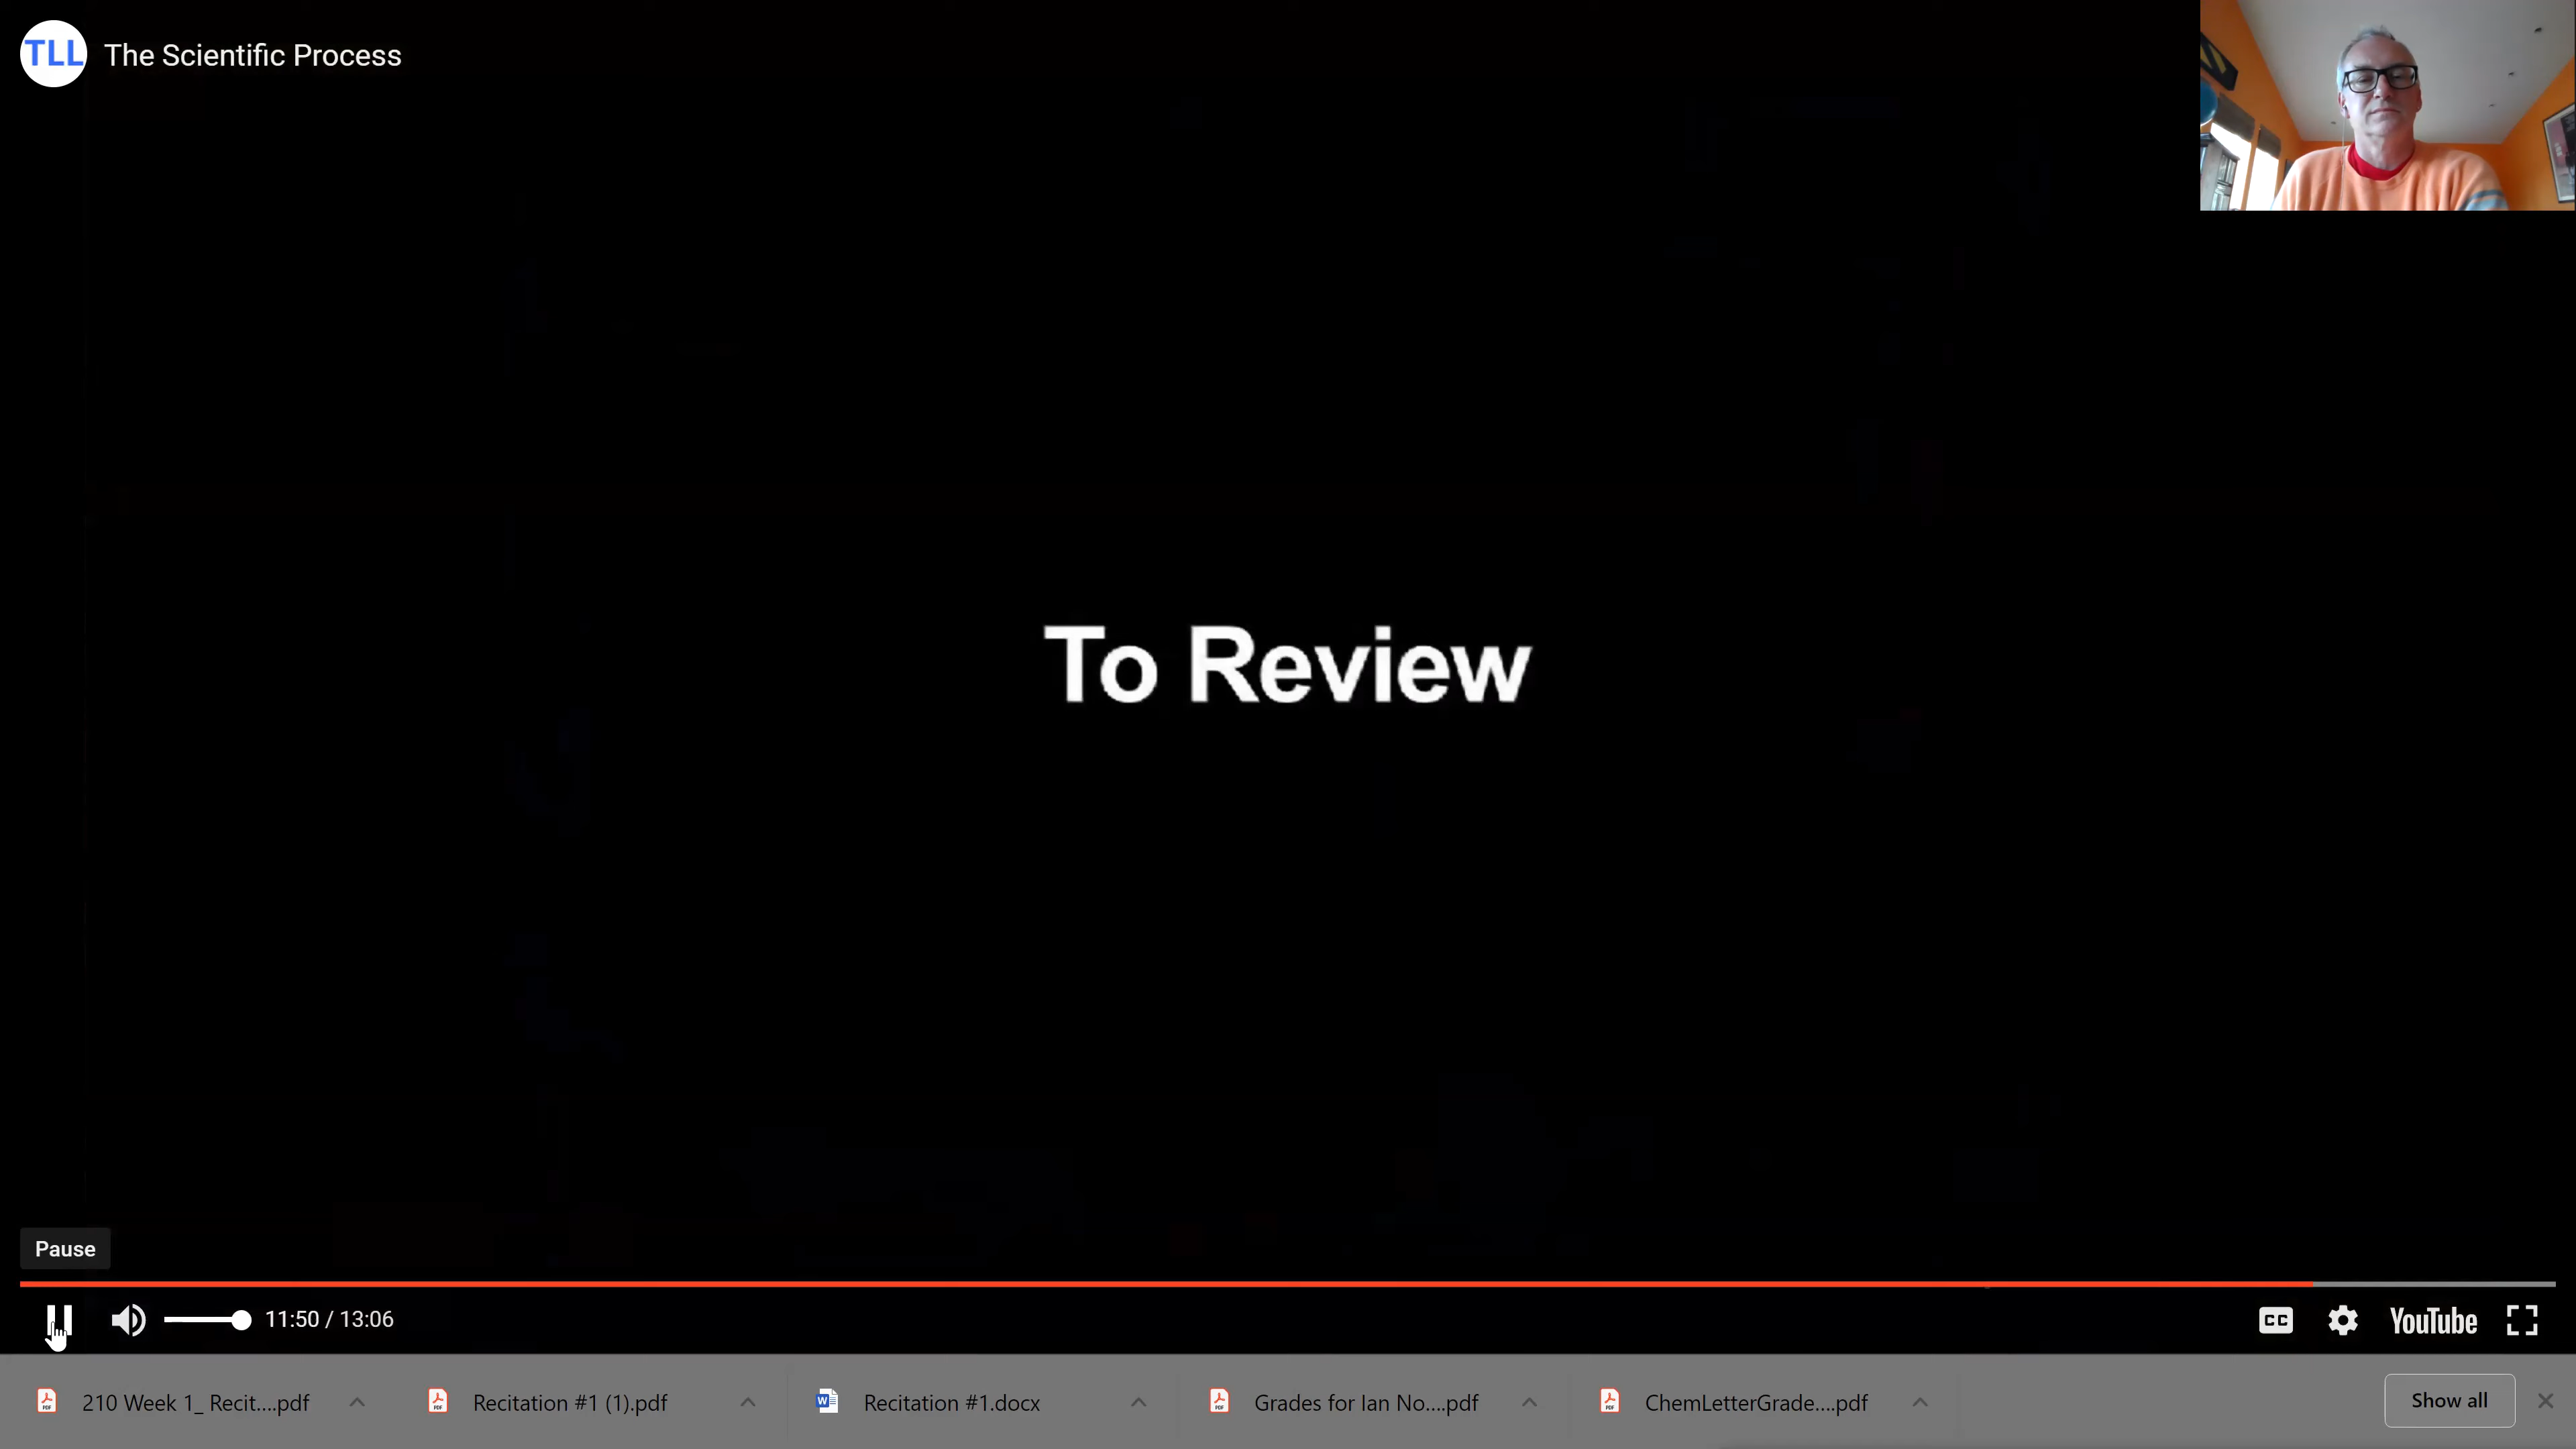 TLL The Scientific Process
To Review
Pause
11:50 / 13:06
CC YouTube
210 Week 1_ Recit....pdf
Recitation #1 (1).pdf
Recitation #1.docx
Grades for Ian No....pdf
ChemLetterGrade....pdf
Show all